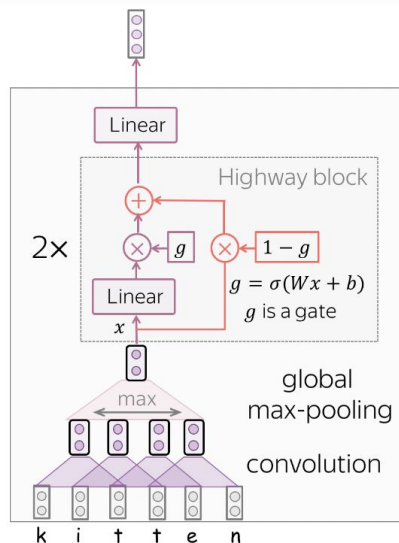 Linear
Highway block
+
2×
×
g
×
1 − g
Linear
g = σ(Wx + b)
x
g is a gate
global
max
max-pooling
convolution
k i t t e n